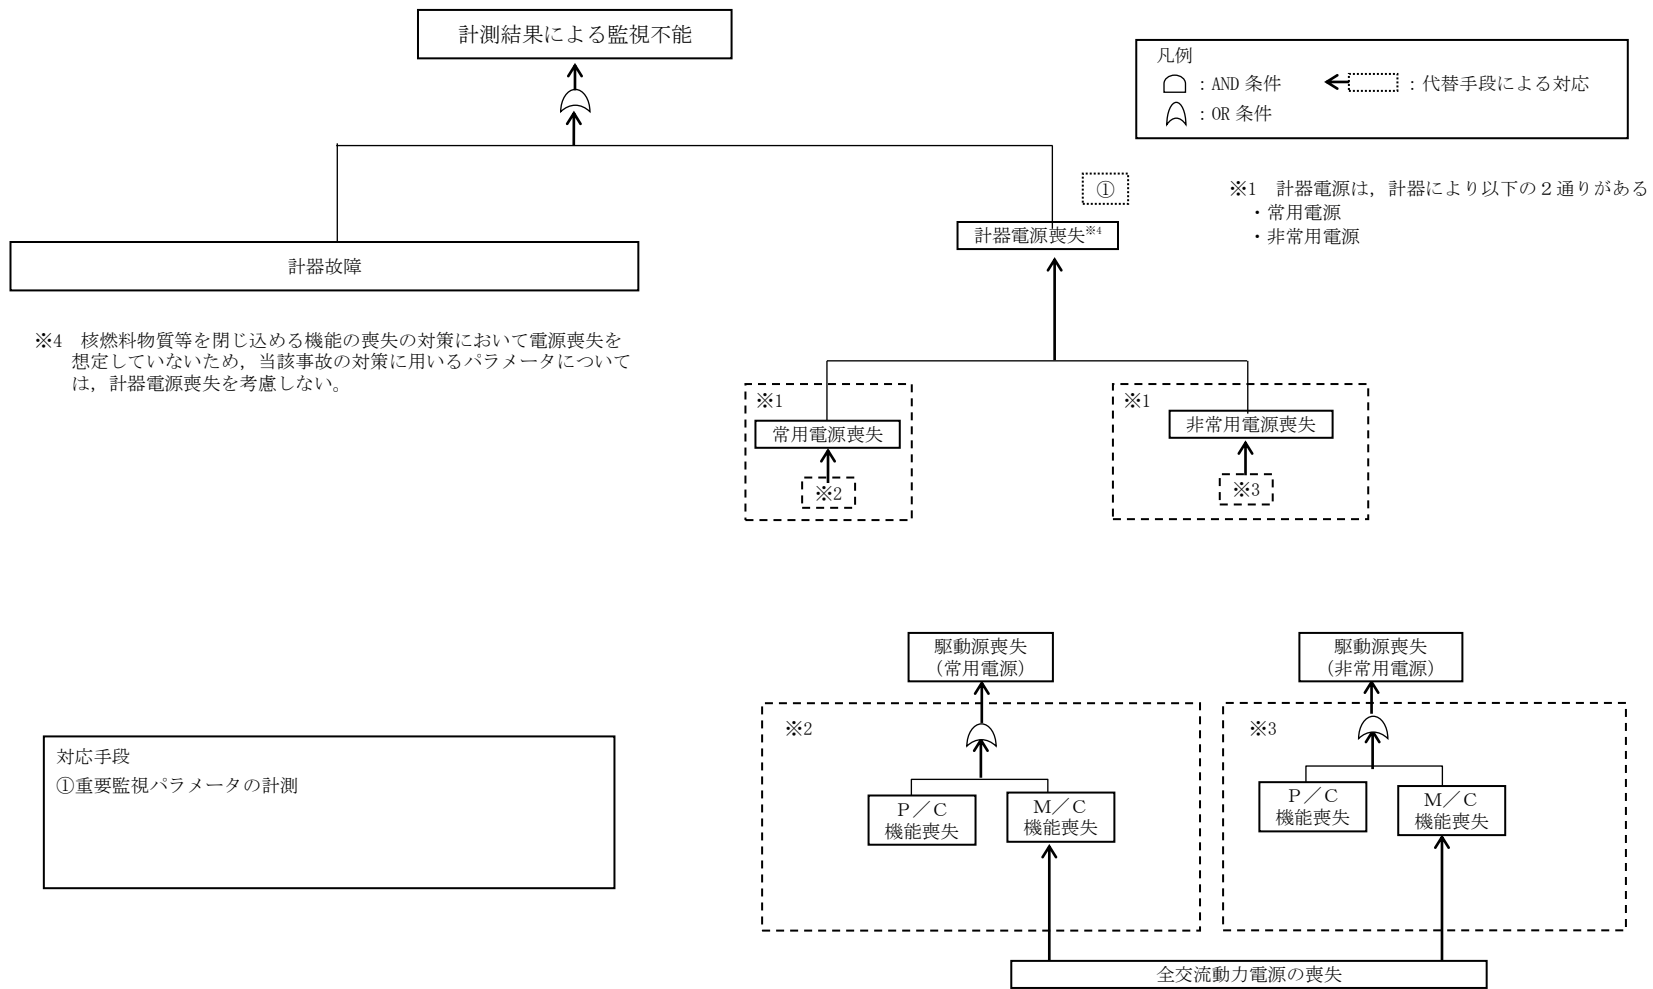 計測結果による監視不能
凡例
：AND 条件
：代替手段による対応
：OR 条件
①
※1　計器電源は，計器により以下の２通りがある
・常用電源
・非常用電源
計器電源喪失※4
計器故障
※4　核燃料物質等を閉じ込める機能の喪失の対策において電源喪失を
想定していないため，当該事故の対策に用いるパラメータについて
は，計器電源喪失を考慮しない。
※1
常用電源喪失
※2
※1
非常用電源喪失
※3
駆動源喪失
（常用電源）
駆動源喪失
（非常用電源）
※2
※3
対応手段
①重要監視パラメータの計測
Ｐ／Ｃ
機能喪失
Ｍ／Ｃ
機能喪失
Ｐ／Ｃ
機能喪失
Ｍ／Ｃ
機能喪失
全交流動力電源の喪失